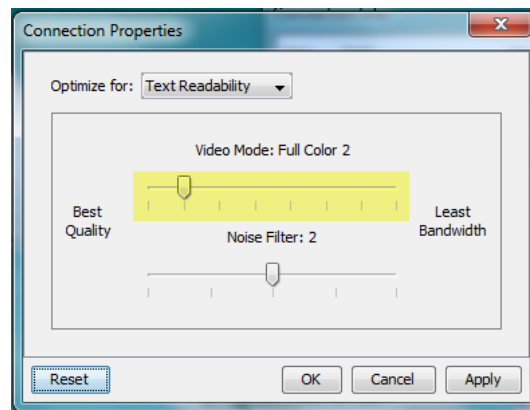 Connection Properties
Optimize for: Text Readability
Video Mode: Full Color 2
Best
Quality
Least
Bandwidth
Noise Filter: 2
Reset
OK
Cancel
Apply